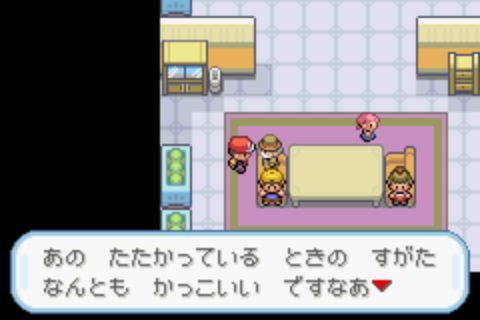 あの　たたかっている　ときの　すがた
なんとも　かっこいい　ですなあ